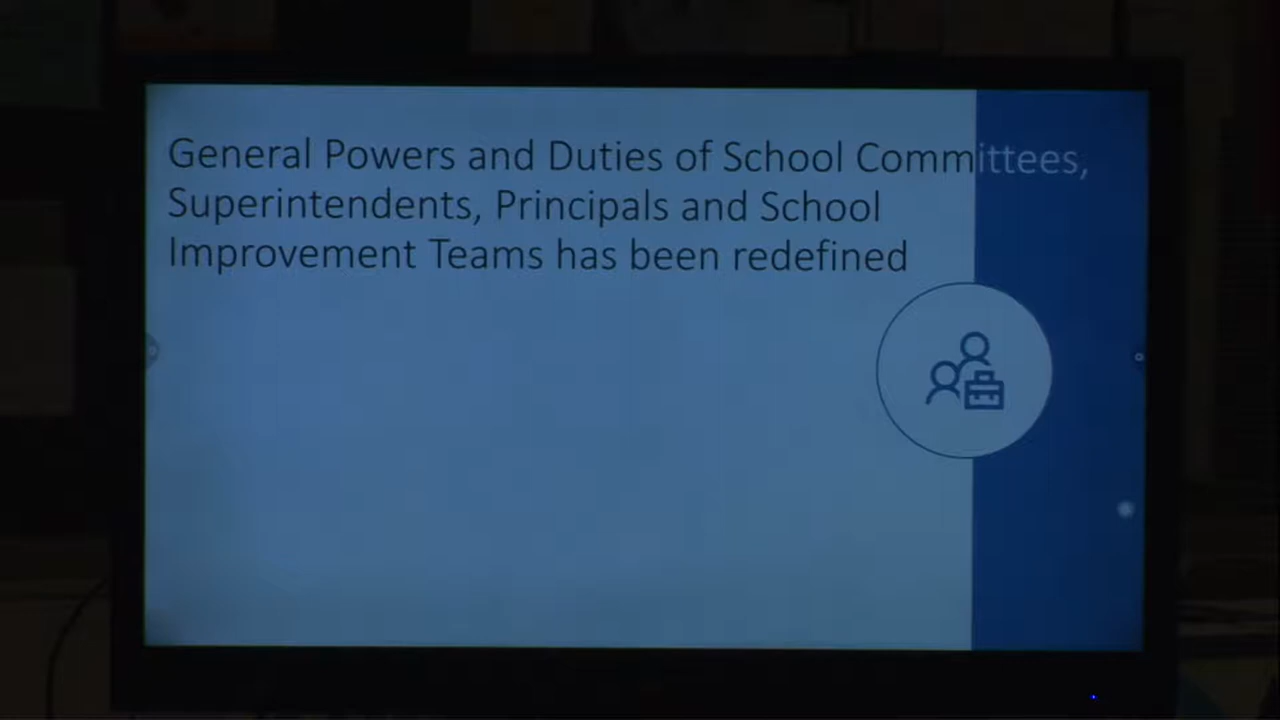 General Powers and Duties of School Committees,
Superintendents, Principals and School
Improvement Teams has been redefined